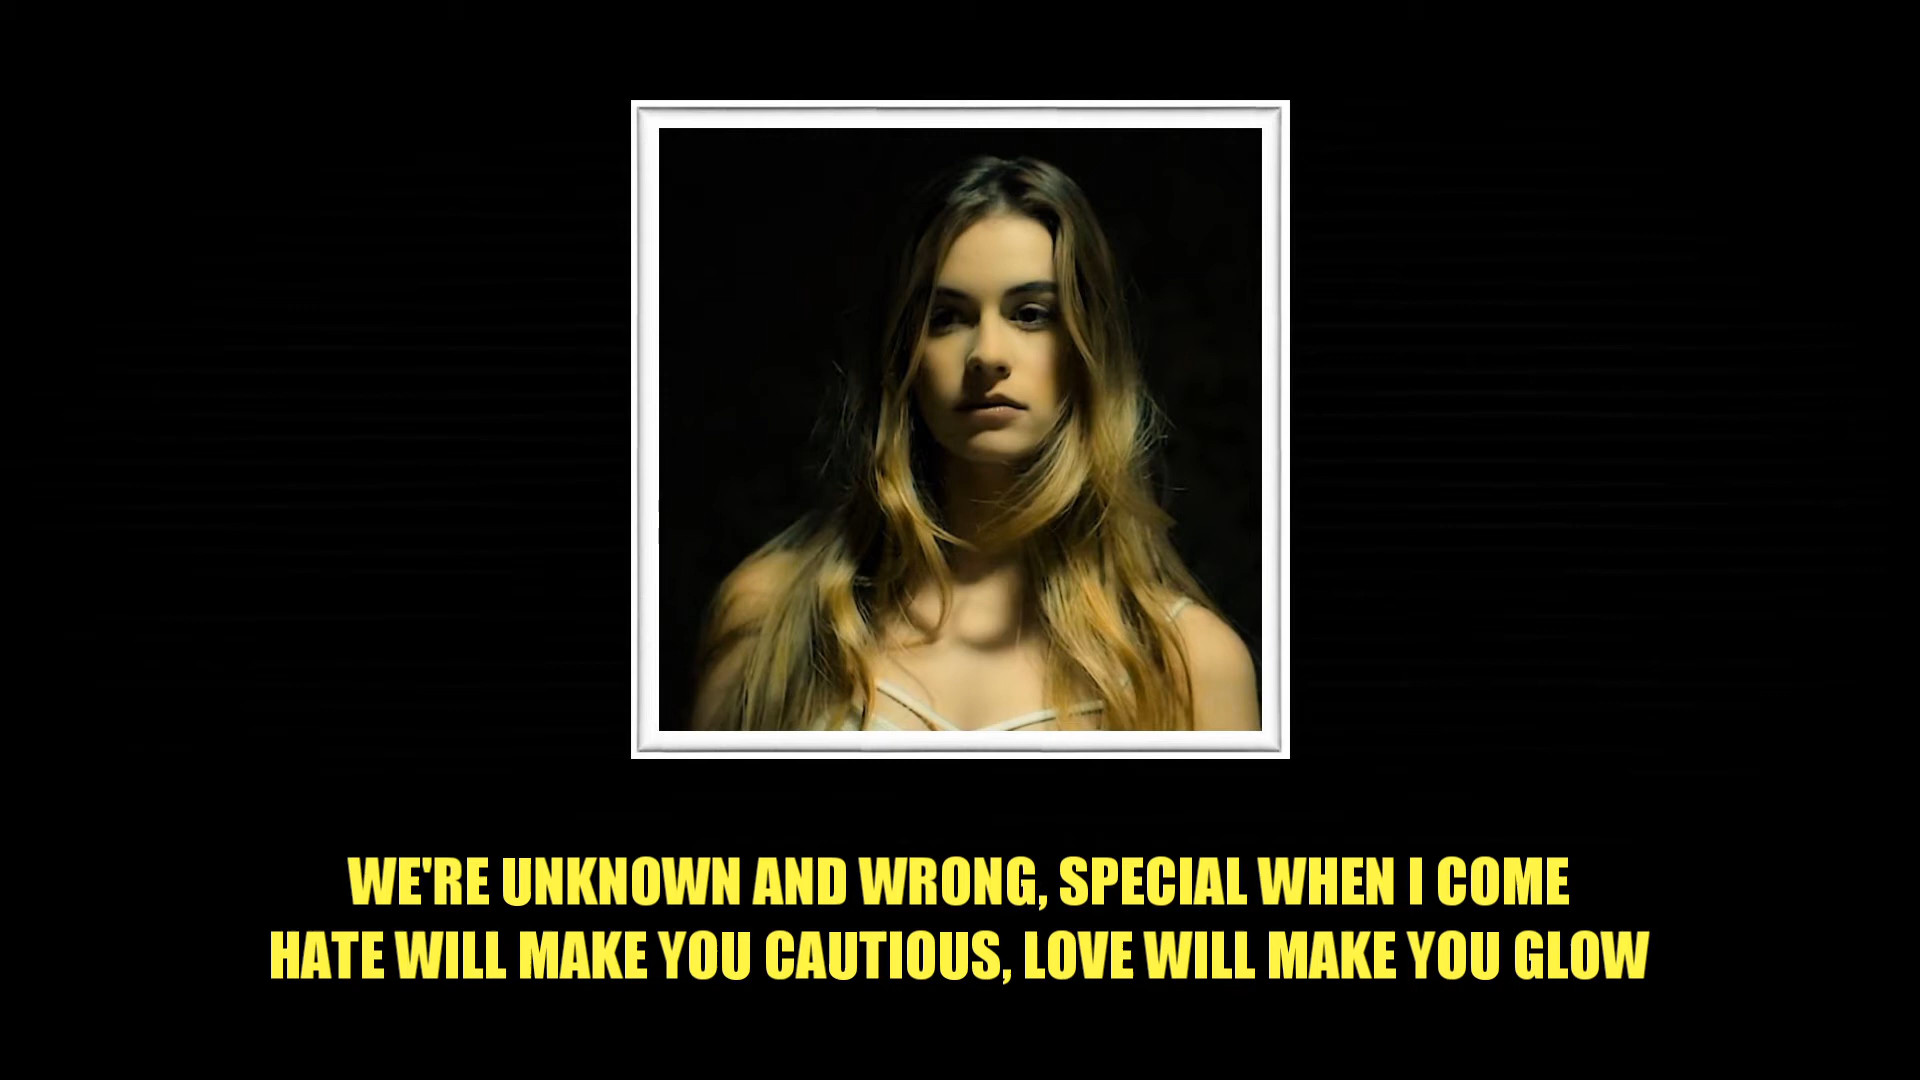 WE'RE UNKNOWN AND WRONG, SPECIAL WHEN I COME
HATE WILL MAKE YOU CAUTIOUS, LOVE WILL MAKE YOU GLOW